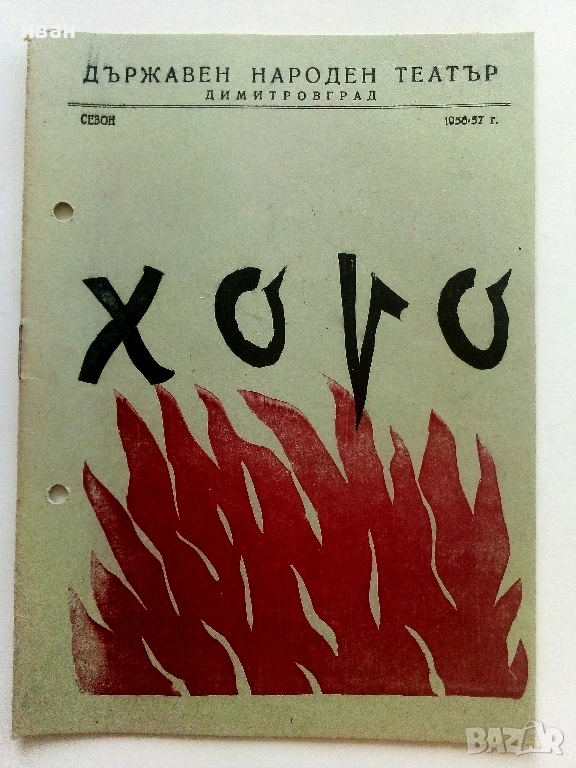 Иван
ДЪРЖАВЕН НАРОДЕН ТЕАТЪР
ДИМИТРОВГРАД
СЕЗОН 1956-57 г.
ХОРО
BAZAR